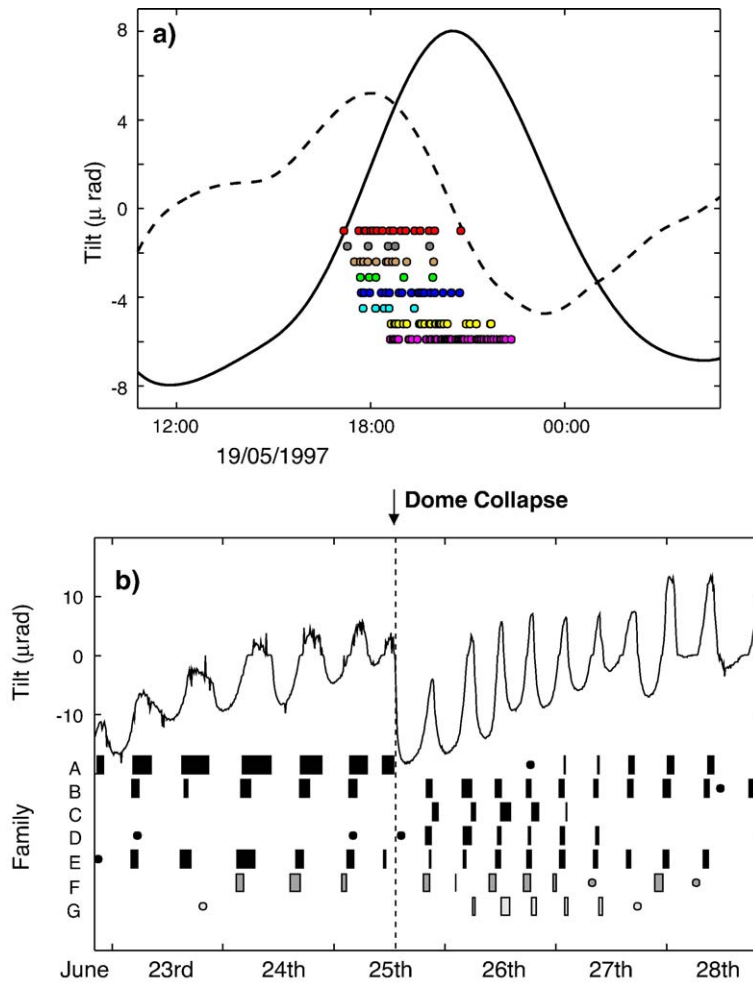 a)
8
4
0
-4
-8
Tilt (μ rad)
12:00 18:00 00:00
19/05/1997
Dome Collapse
b)
10
0
-10
Tilt (μrad)
Family
A
B
C
D
E
F
G
June 23rd 24th 25th 26th 27th 28th